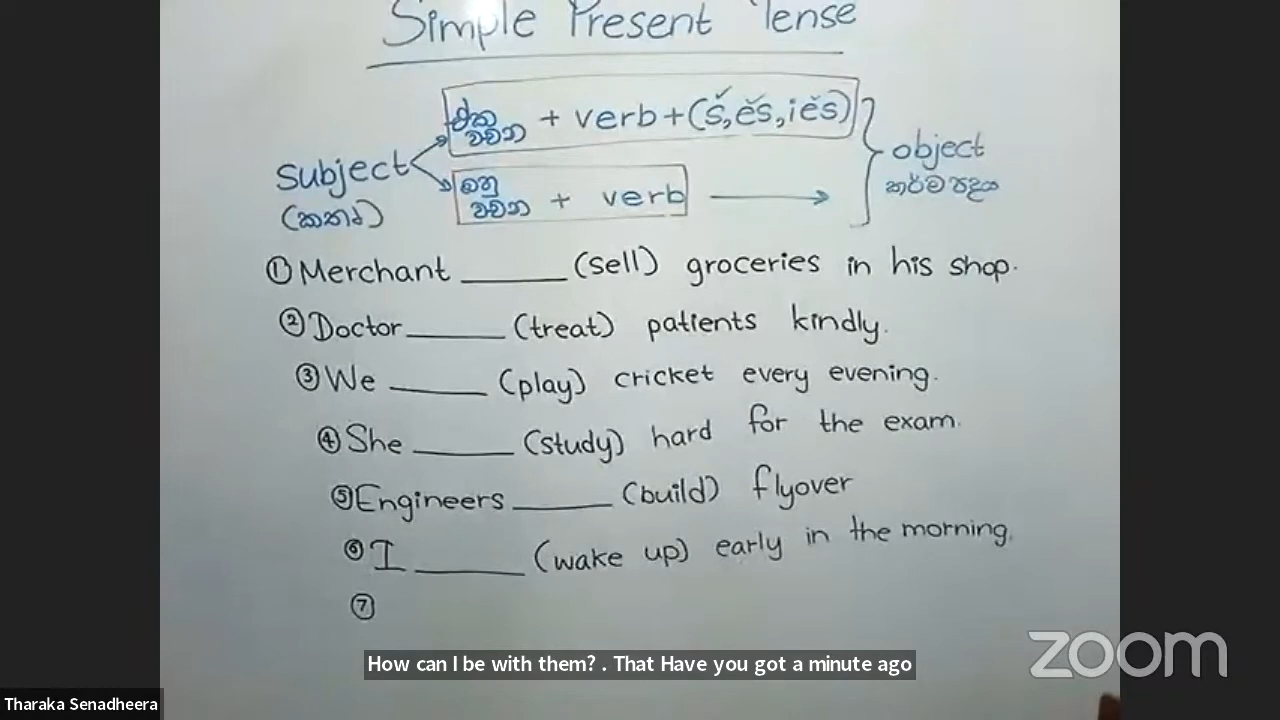 Simple Present Tense
ඒක වචන + verb + (s, es, ies)
Subject
(කතෘ)
බහු වචන + verb
object
කර්ම පදය
① Merchant ______ (sell) groceries in his shop.
② Doctor ______ (treat) patients kindly.
③ We ______ (play) cricket every evening.
④ She ______ (study) hard for the exam.
⑤ Engineers ______ (build) flyover
⑥ I ______ (wake up) early in the morning.
⑦
How can I be with them? . That Have you got a minute ago
zoom
Tharaka Senadheera